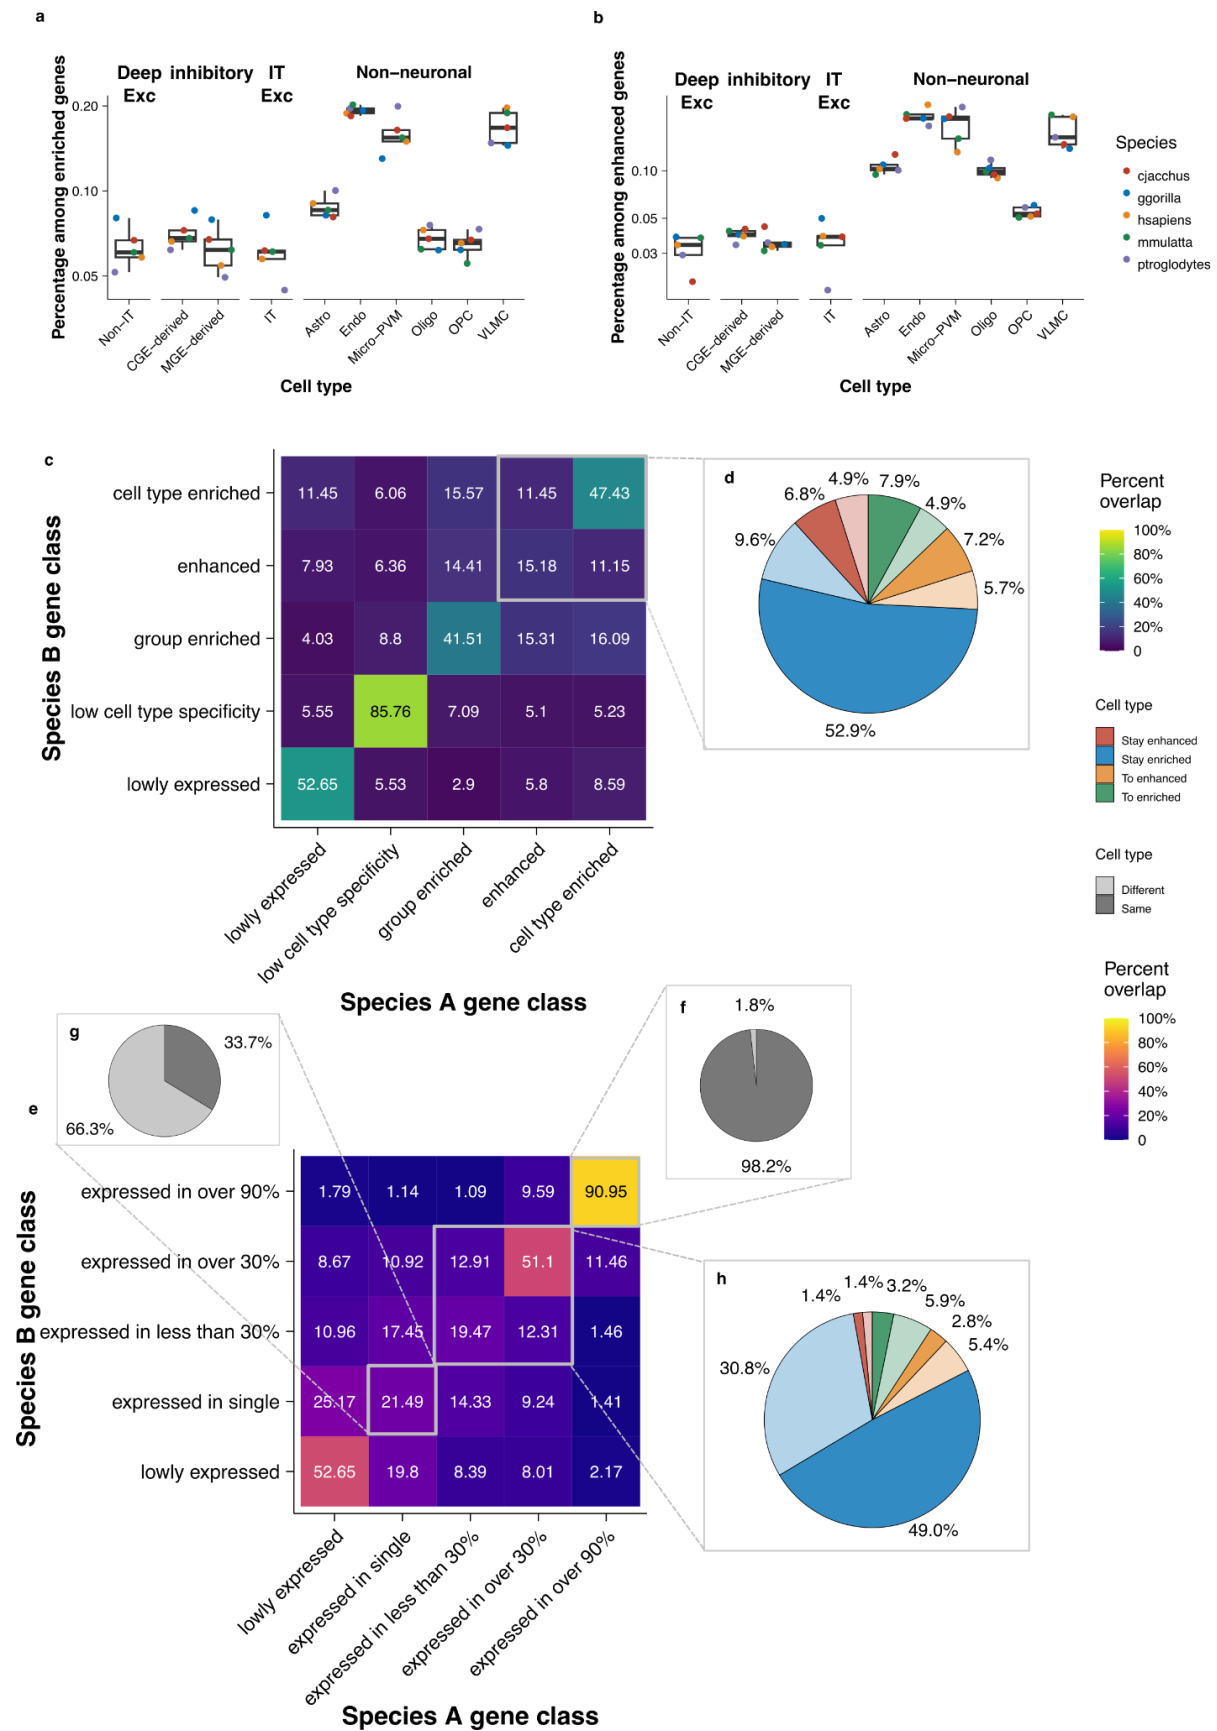 a
b
Deep inhibitory IT Non-neuronal
Exc Exc
Percentage among enriched genes
0.20
0.10
0.05
Non-IT
CGE-derived
MGE-derived
IT
Astro
Endo
Micro-PVM
Oligo
OPC
VLMC
Cell type
Deep inhibitory IT Non-neuronal
Exc Exc
Percentage among enhanced genes
0.10
0.05
0.03
Non-IT
CGE-derived
MGE-derived
IT
Astro
Endo
Micro-PVM
Oligo
OPC
VLMC
Cell type
Species
cjacchus
ggorilla
hsapiens
mmulatta
ptroglodytes
c
Species B gene class
cell type enriched 11.45 6.06 15.57 11.45 47.43
enhanced 7.93 6.36 14.41 15.18 11.15
group enriched 4.03 8.8 41.51 15.31 16.09
low cell type specificity 5.55 85.76 7.09 5.1 5.23
lowly expressed 52.65 5.53 2.9 5.8 8.59
lowly expressed
low cell type specificity
group enriched
enhanced
cell type enriched
Species A gene class
d
4.9% 7.9%
6.8% 4.9%
9.6% 7.2%
5.7%
52.9%
Percent
overlap
100%
80%
60%
40%
20%
0
Cell type
Stay enhanced
Stay enriched
To enhanced
To enriched
Cell type
Different
Same
Percent
overlap
100%
80%
60%
40%
20%
0
g
33.7%
66.3%
f
1.8%
98.2%
e
Species B gene class
expressed in over 90% 1.79 1.14 1.09 9.59 90.95
expressed in over 30% 8.67 10.92 12.91 51.1 11.46
expressed in less than 30% 10.96 17.45 19.47 12.31 1.46
expressed in single 25.17 21.49 14.33 9.24 1.41
lowly expressed 52.65 19.8 8.39 8.01 2.17
lowly expressed
expressed in single
expressed in less than 30%
expressed in over 30%
expressed in over 90%
Species A gene class
h
1.4% 1.4% 3.2%
5.9%
2.8%
5.4%
30.8%
49.0%